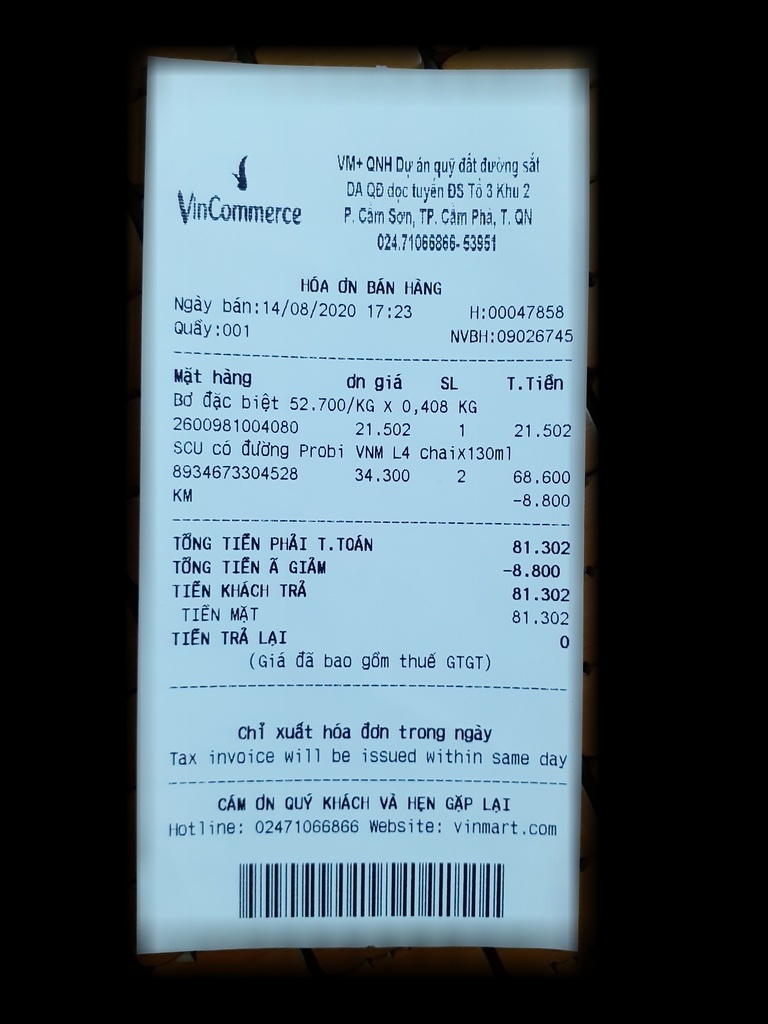 VinCommerce
VM+ QNH Dự án quỹ đất đường sắt
DA QĐ dọc tuyến ĐS Tổ 3 Khu 2
P. Cẩm Sơn, TP. Cẩm Phả, T. QN
024.71066866-53951
HÓA ƠN BÁN HÀNG
Ngày bán:14/08/2020 17:23 H:00047858
Quầy:001 NVBH:09026745
Mặt hàng ơn giá SL T.Tiền
Bơ đặc biệt 52.700/KG X 0,408 KG
2600981004080 21.502 1 21.502
SCU có đường Probi VNM L4 chaix130ml
8934673304528 34.300 2 68.600
KM -8.800
TỔNG TIỀN PHẢI T.TOÁN 81.302
TỔNG TIỀN Ã GIẢM -8.800
TIỀN KHÁCH TRẢ 81.302
TIỀN MẶT 81.302
TIỀN TRẢ LẠI 0
(Giá đã bao gồm thuế GTGT)
Chỉ xuất hóa đơn trong ngày
Tax invoice will be issued within same day
CẢM ƠN QUÝ KHÁCH VÀ HẸN GẶP LẠI
Hotline: 02471066866 Website: vinmart.com